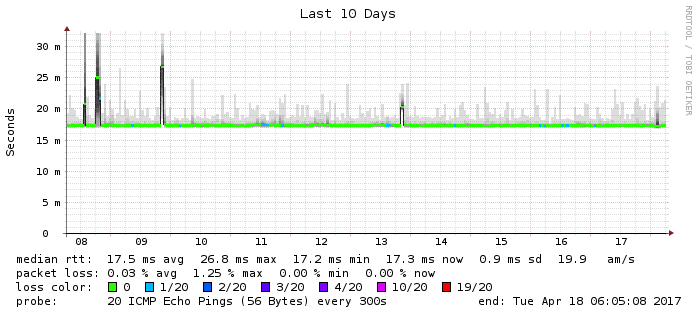 Last 10 Days
RRDTOOL / TOBI OETIKER
Seconds
30 m
25 m
20 m
15 m
10 m
5 m
0
08 09 10 11 12 13 14 15 16 17
median rtt: 17.5 ms avg 26.8 ms max 17.2 ms min 17.3 ms now 0.9 ms sd 19.9 am/s
packet loss: 0.03 % avg 1.25 % max 0.00 % min 0.00 % now
loss color: 0 1/20 2/20 3/20 4/20 10/20 19/20
probe: 20 ICMP Echo Pings (56 Bytes) every 300s end: Tue Apr 18 06:05:08 2017